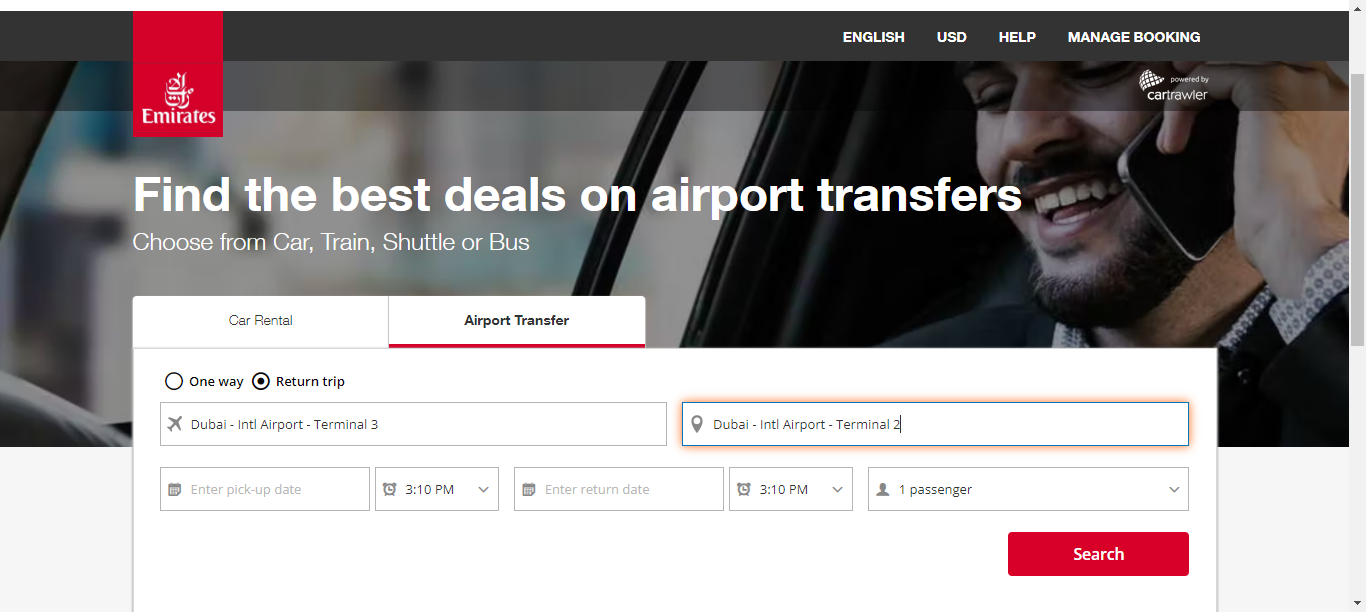 ENGLISH USD HELP MANAGE BOOKING
Emirates
powered by
cartrawler
Find the best deals on airport transfers
Choose from Car, Train, Shuttle or Bus
Car Rental Airport Transfer
One way Return trip
Dubai - Intl Airport - Terminal 3 Dubai - Intl Airport - Terminal 2
Enter pick-up date 3:10 PM Enter return date 3:10 PM 1 passenger
Search